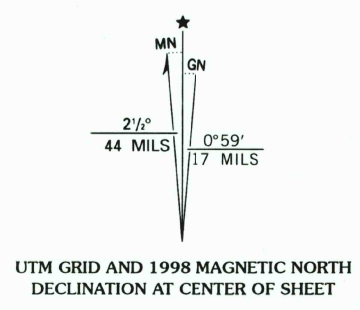 MN
GN
2½°
44 MILS
0°59′
17 MILS
UTM GRID AND 1998 MAGNETIC NORTH
DECLINATION AT CENTER OF SHEET